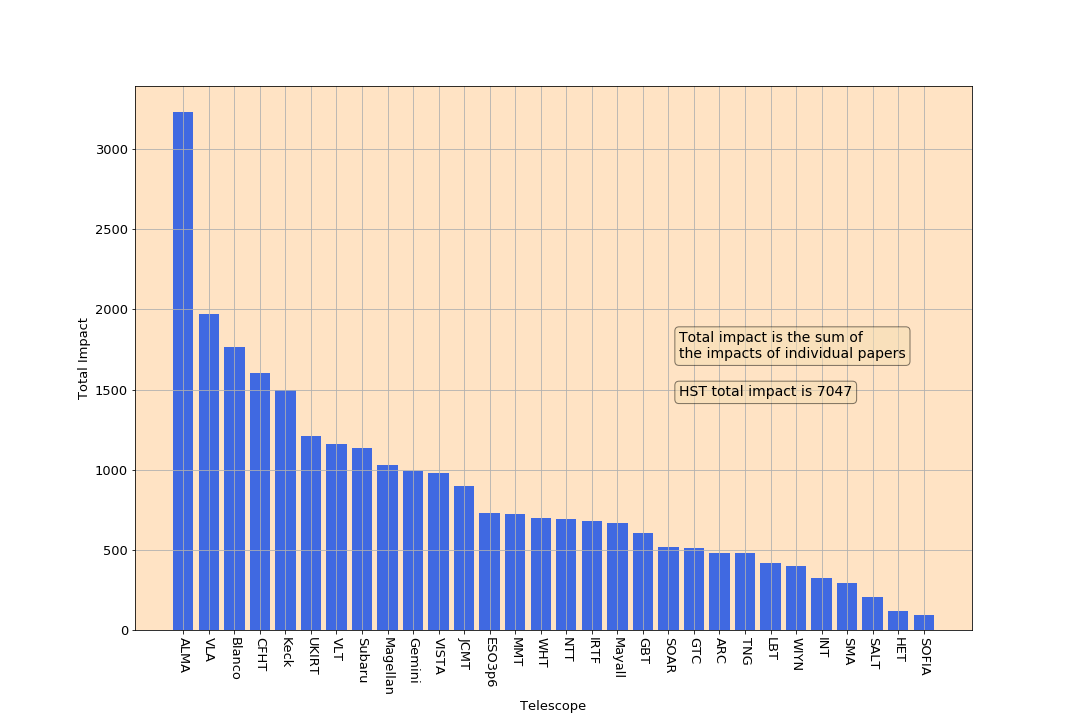 3000
2500
2000
1500
1000
500
0
Total Impact
Total impact is the sum of
the impacts of individual papers
HST total impact is 7047
ALMA
VLA
Blanco
CFHT
Keck
UKIRT
VLT
Subaru
Magellan
Gemini
VISTA
JCMT
ESO3p6
MMT
WHT
NTT
IRTF
Mayall
GBT
SOAR
GTC
ARC
TNG
LBT
WIYN
INT
SMA
SALT
HET
SOFIA
Telescope